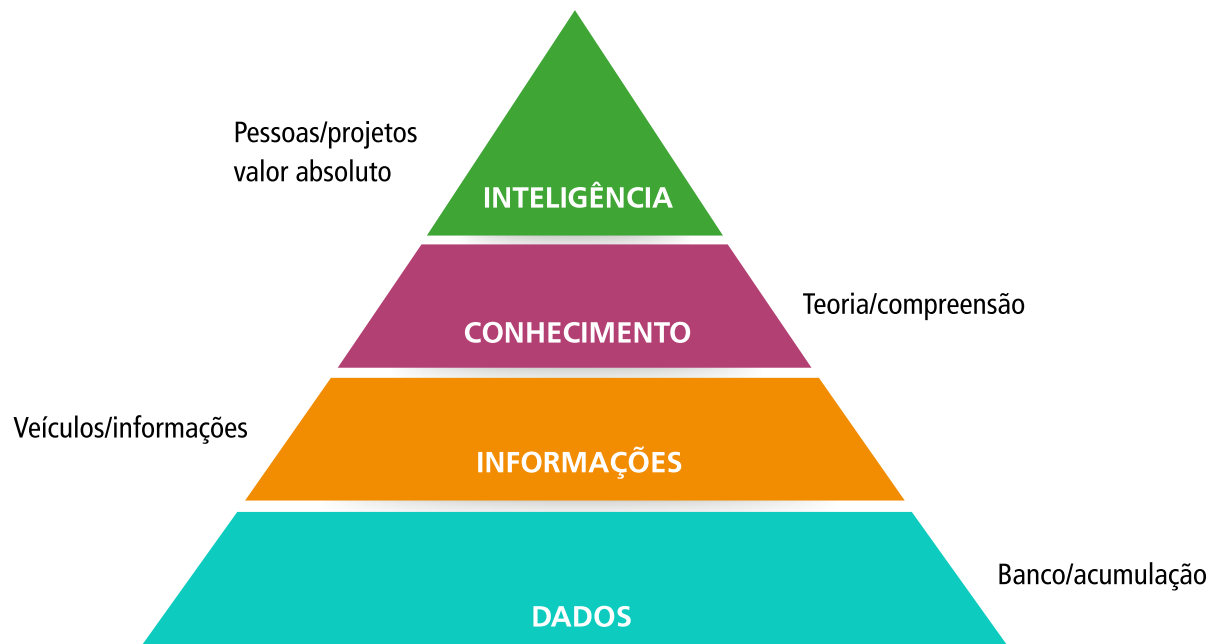 Pessoas/projetos
valor absoluto
INTELIGÊNCIA
Teoria/compreensão
CONHECIMENTO
Veículos/informações
INFORMAÇÕES
Banco/acumulação
DADOS